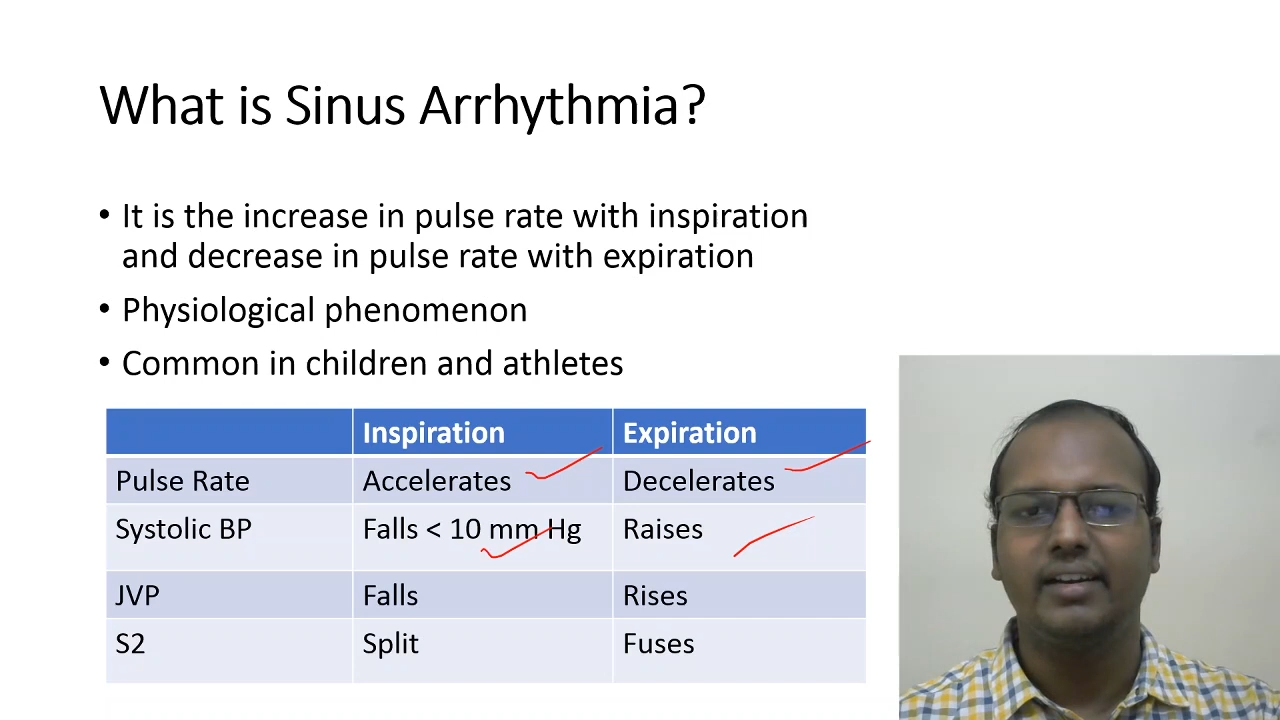 What is Sinus Arrhythmia?
• It is the increase in pulse rate with inspiration
and decrease in pulse rate with expiration
• Physiological phenomenon
• Common in children and athletes
Inspiration Expiration
Pulse Rate Accelerates Decelerates
Systolic BP Falls < 10 mm Hg Raises
JVP Falls Rises
S2 Split Fuses